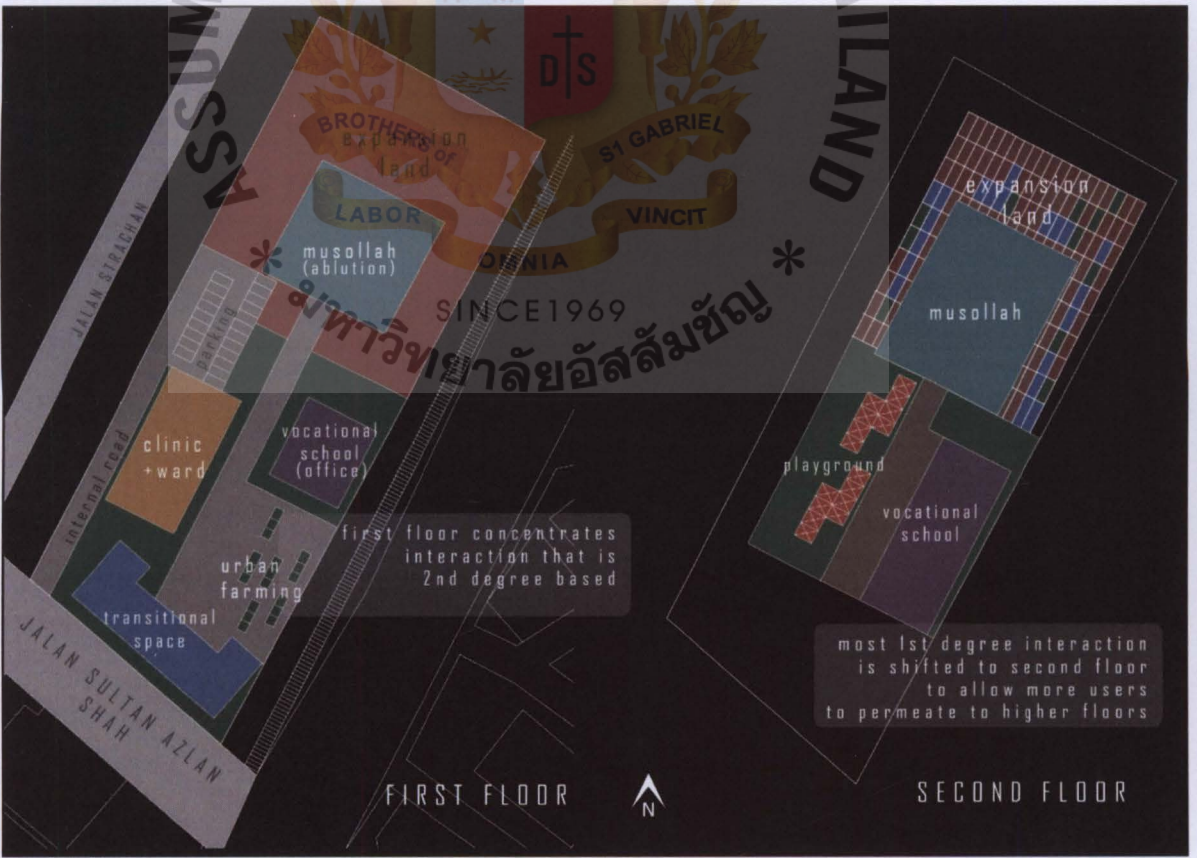 ASSUM
AILAND
D S
BROTHERS of
S1 GABRIEL
LABOR
VINCIT
OMNIA
SINCE1969
มหาวิทยาลัยอัสสัมชัญ
expansion
land
musollah
(ablution)
JALAN STRACHAN
parking
clinic
+ward
vocational
school
(office)
internal road
urban
farming
transitional
space
JALAN SULTAN AZLAN
SHAH
first floor concentrates
interaction that is
2nd degree based
FIRST FLOOR
N
expansion
land
musollah
playground
vocational
school
most 1st degree interaction
is shifted to second floor
to allow more users
to permeate to higher floors
SECOND FLOOR